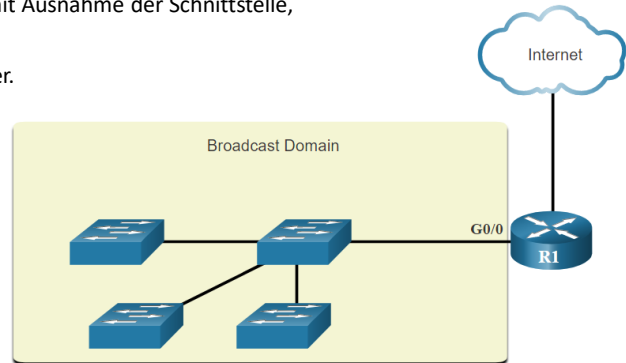 mit Ausnahme der Schnittstelle,
er.
Internet
Broadcast Domain
G0/0
R1